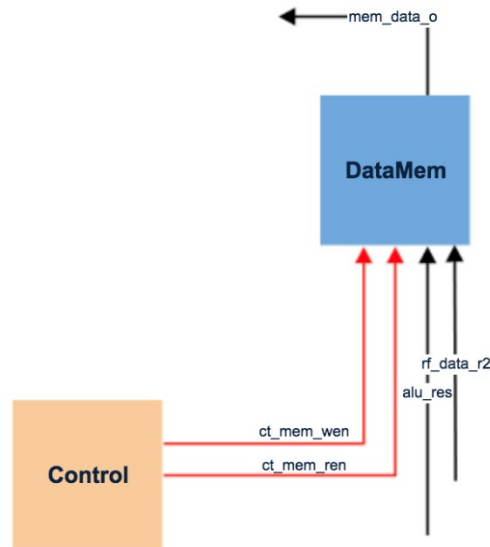 mem_data_o
DataMem
rf_data_r2
alu_res
ct_mem_wen
ct_mem_ren
Control